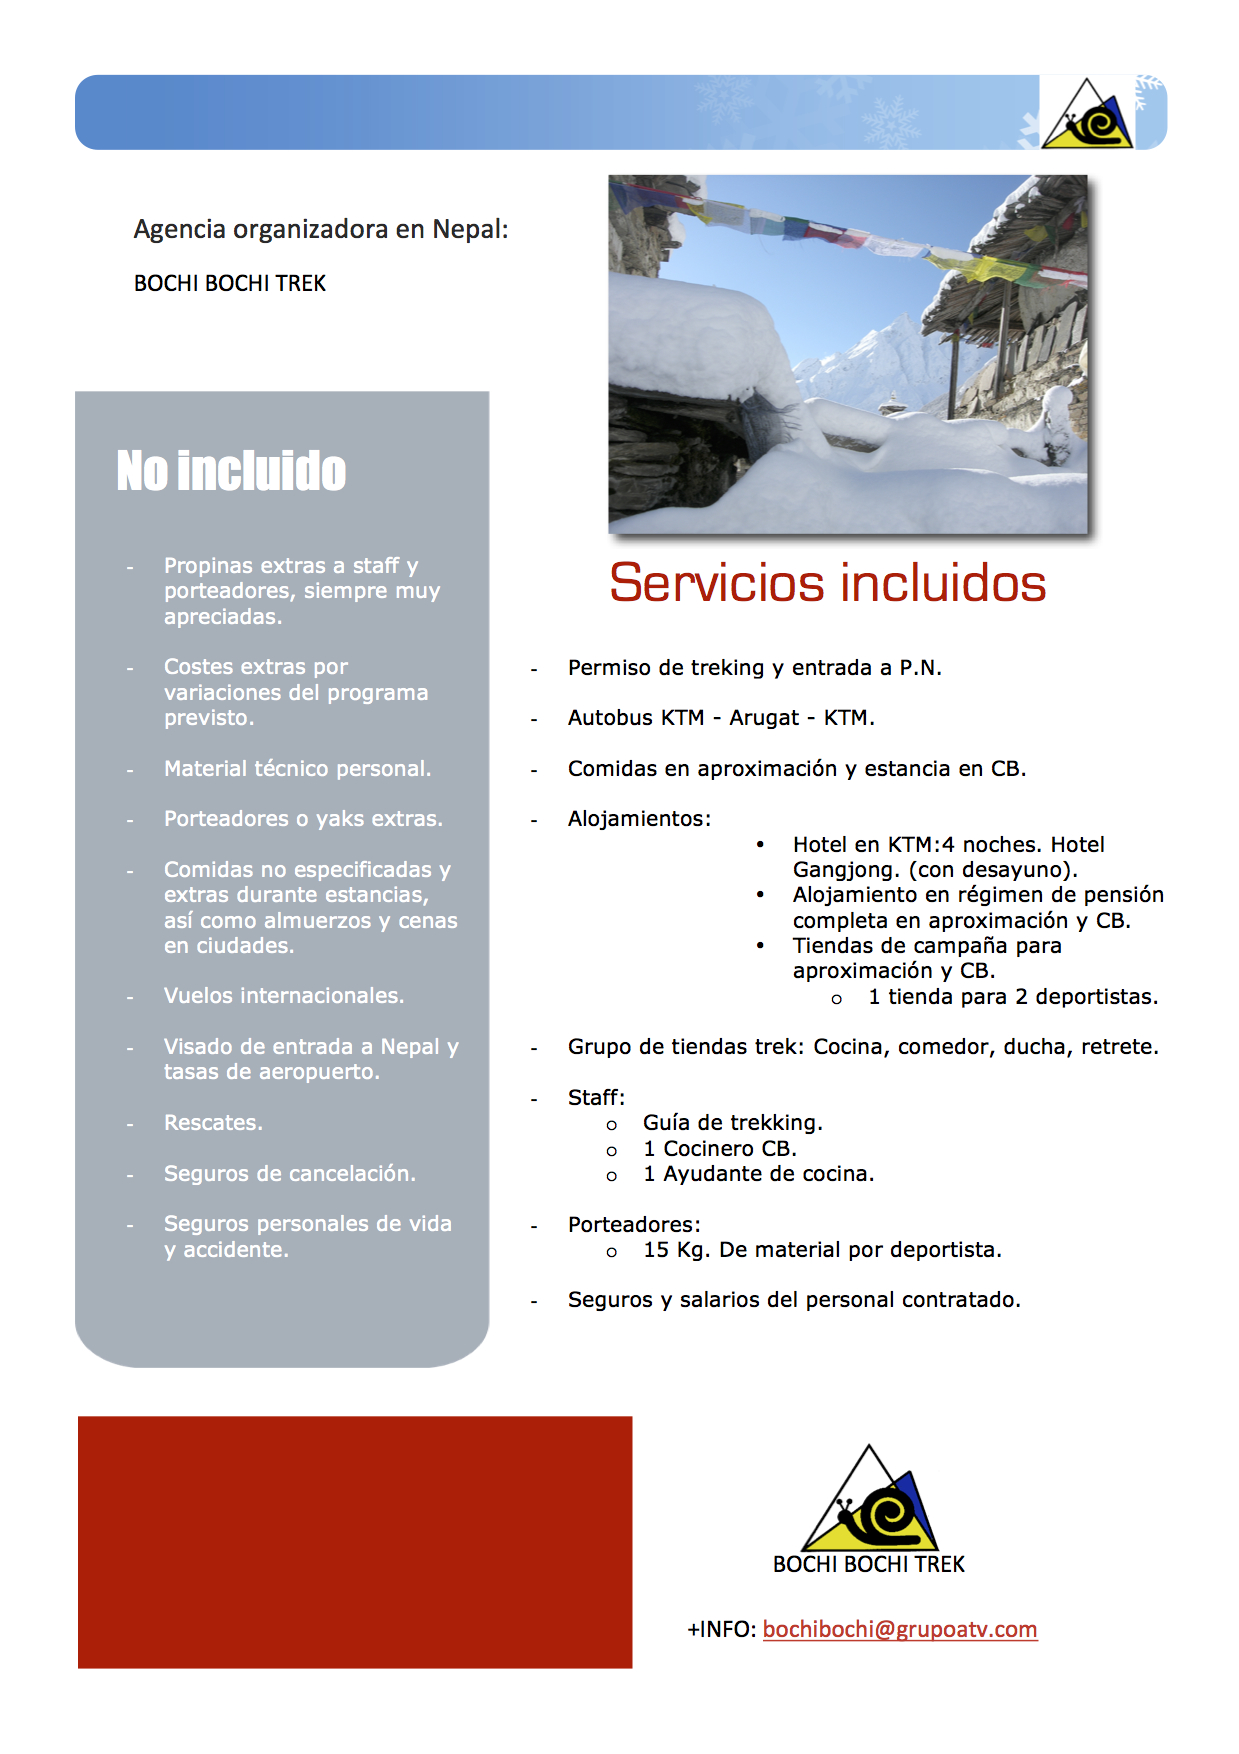 Agencia organizadora en Nepal:
BOCHI BOCHI TREK
No incluido
- Propinas extras a staff y
porteadores, siempre muy
apreciadas.
- Costes extras por
variaciones del programa
previsto.
- Material técnico personal.
- Porteadores o yaks extras.
- Comidas no especificadas y
extras durante estancias,
así como almuerzos y cenas
en ciudades.
- Vuelos internacionales.
- Visado de entrada a Nepal y
tasas de aeropuerto.
- Rescates.
- Seguros de cancelación.
- Seguros personales de vida
y accidente.
Servicios incluidos
- Permiso de treking y entrada a P.N.
- Autobus KTM - Arugat - KTM.
- Comidas en aproximación y estancia en CB.
- Alojamientos:
• Hotel en KTM:4 noches. Hotel
Gangjong. (con desayuno).
• Alojamiento en régimen de pensión
completa en aproximación y CB.
• Tiendas de campaña para
aproximación y CB.
o 1 tienda para 2 deportistas.
- Grupo de tiendas trek: Cocina, comedor, ducha, retrete.
- Staff:
o Guía de trekking.
o 1 Cocinero CB.
o 1 Ayudante de cocina.
- Porteadores:
o 15 Kg. De material por deportista.
- Seguros y salarios del personal contratado.
BOCHI BOCHI TREK
+INFO: bochibochi@grupoatv.com